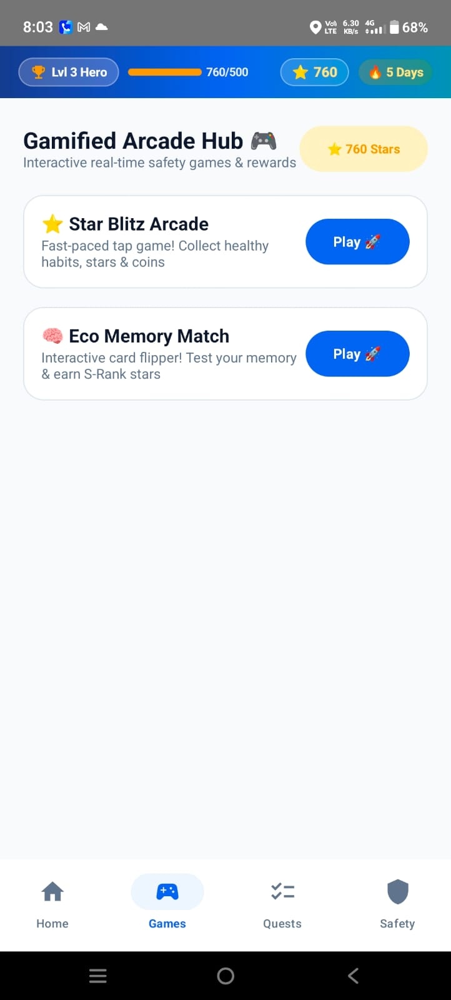 8:03
Vo))
LTE
6.30
KB/s
4G
68%
Lvl 3 Hero
760/500
760
5 Days
Gamified Arcade Hub
Interactive real-time safety games & rewards
760 Stars
Star Blitz Arcade
Fast-paced tap game! Collect healthy
habits, stars & coins
Play
Eco Memory Match
Interactive card flipper! Test your memory
& earn S-Rank stars
Play
Home
Games
Quests
Safety